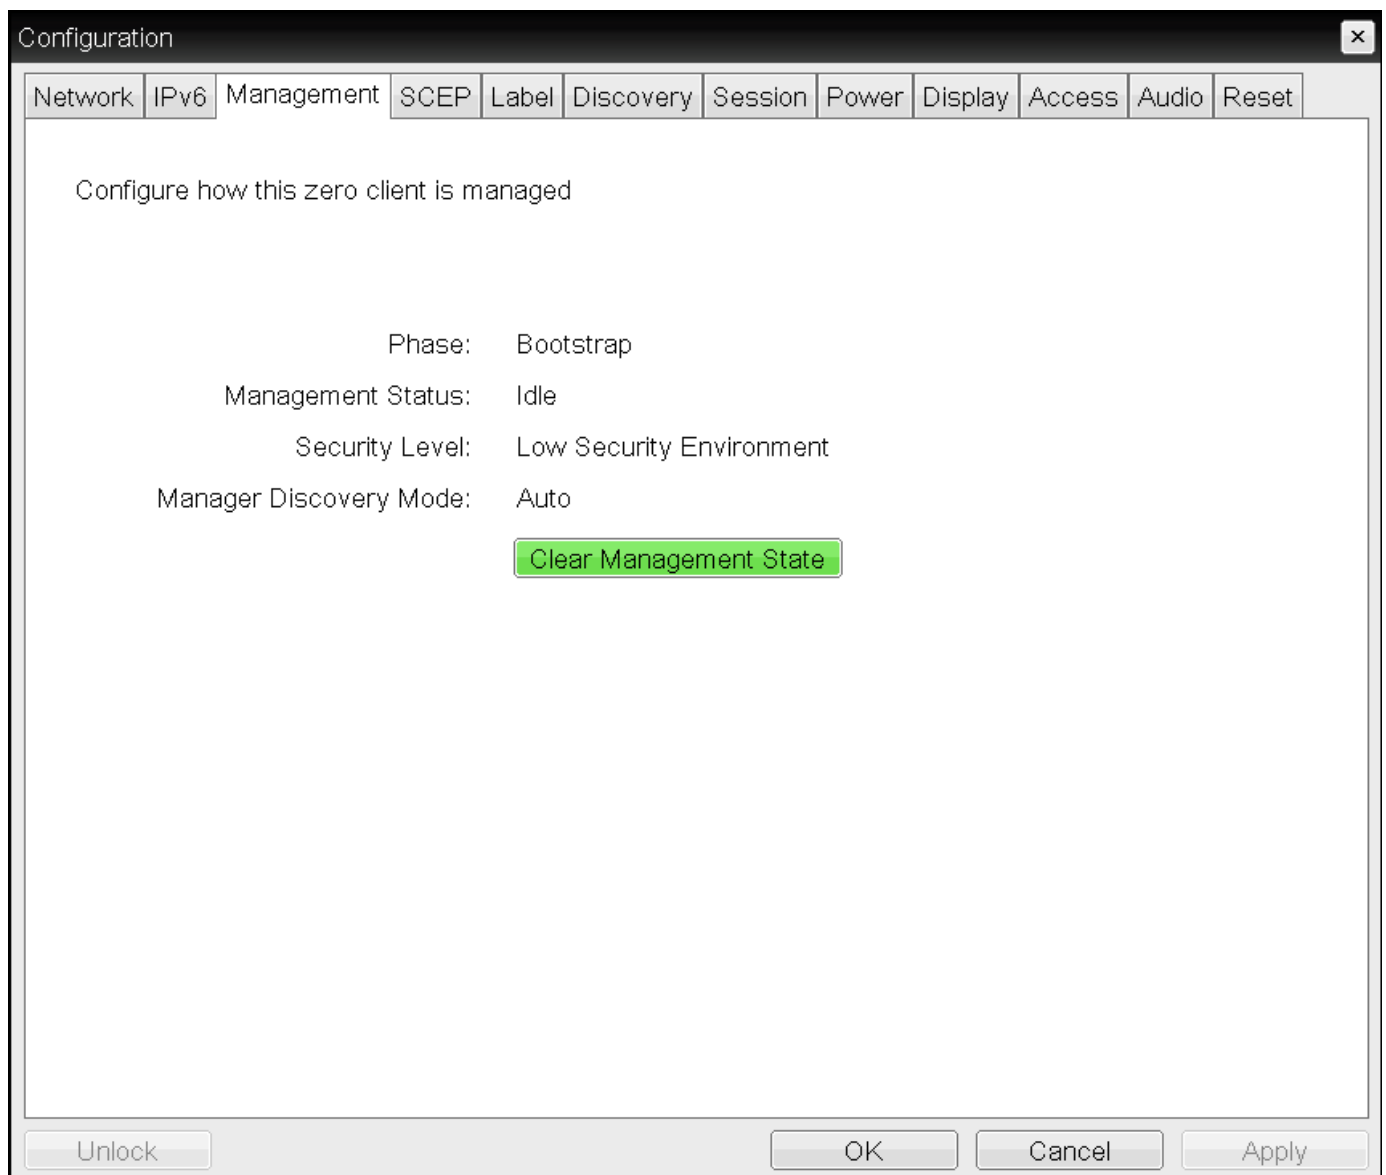 Configuration
Network IPv6 Management SCEP Label Discovery Session Power Display Access Audio Reset
Configure how this zero client is managed
Phase: Bootstrap
Management Status: Idle
Security Level: Low Security Environment
Manager Discovery Mode: Auto
Clear Management State
Unlock OK Cancel Apply